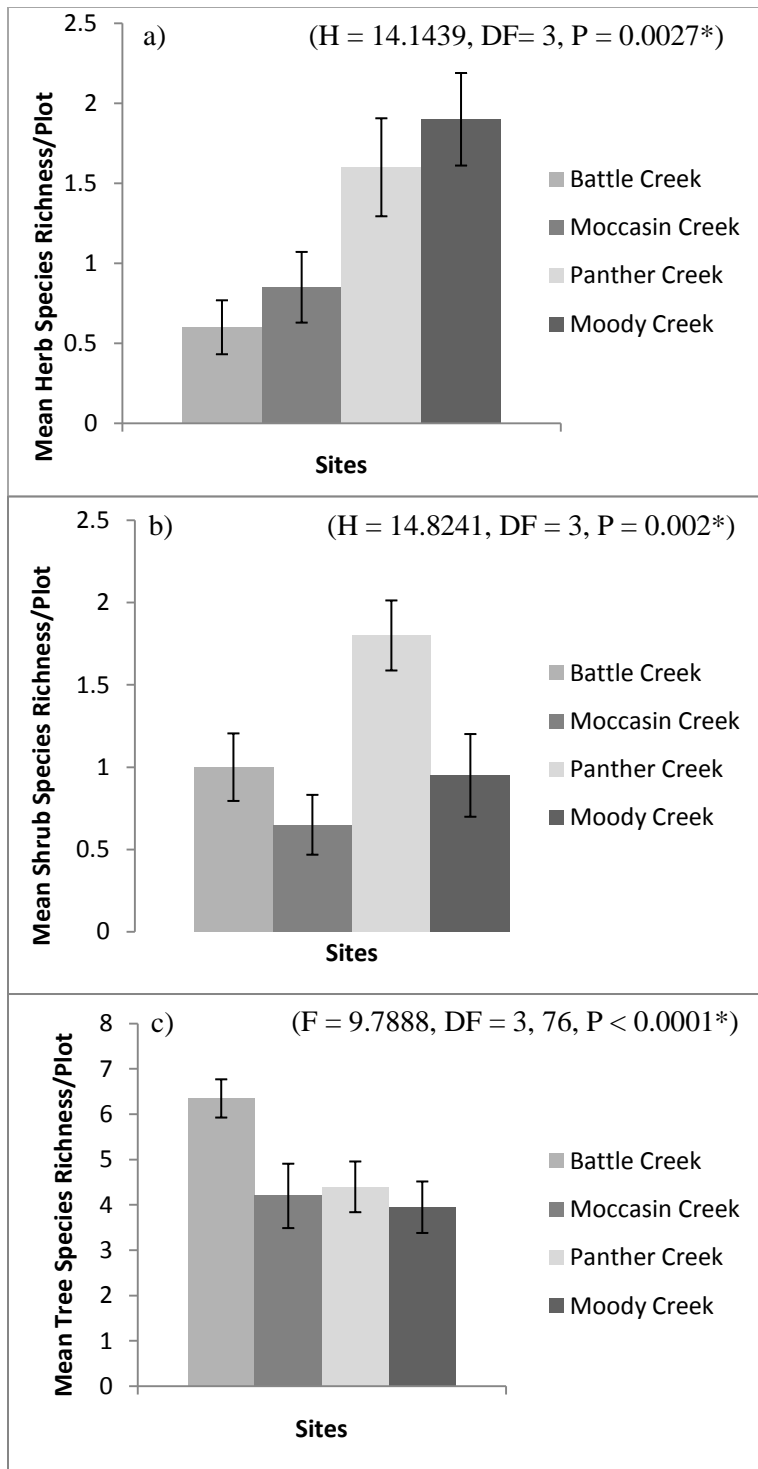 a)
(H = 14.1439, DF= 3, P = 0.0027*)
Mean Herb Species Richness/Plot
2.5
2
1.5
1
0.5
0
Sites
Battle Creek
Moccasin Creek
Panther Creek
Moody Creek
b)
(H = 14.8241, DF = 3, P = 0.002*)
Mean Shrub Species Richness/Plot
2.5
2
1.5
1
0.5
0
Sites
Battle Creek
Moccasin Creek
Panther Creek
Moody Creek
c)
(F = 9.7888, DF = 3, 76, P < 0.0001*)
Mean Tree Species Richness/Plot
8
7
6
5
4
3
2
1
0
Sites
Battle Creek
Moccasin Creek
Panther Creek
Moody Creek